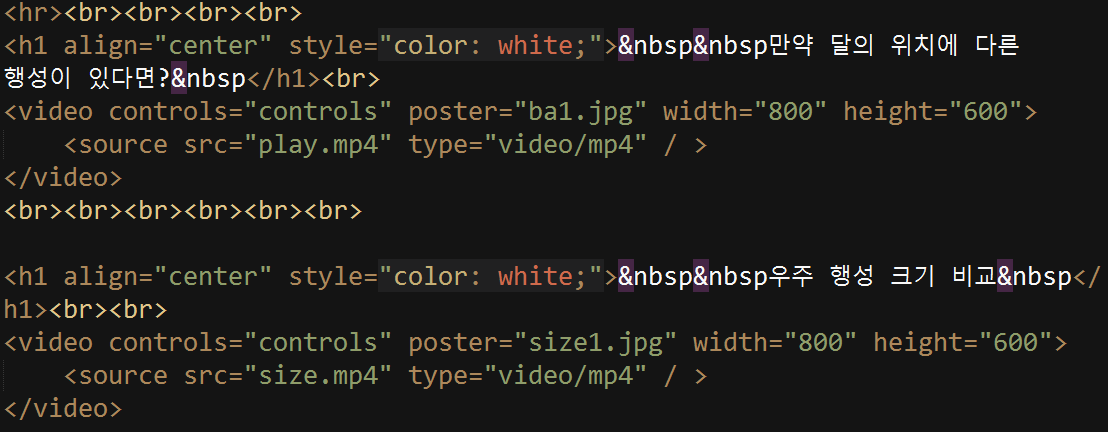 <hr><br><br><br><br>
<h1 align="center" style="color: white;">&nbsp&nbsp만약 달의 위치에 다른
행성이 있다면?&nbsp</h1><br>
<video controls="controls" poster="ba1.jpg" width="800" height="600">
    <source src="play.mp4" type="video/mp4" / >
</video>
<br><br><br><br><br><br>

<h1 align="center" style="color: white;">&nbsp&nbsp우주 행성 크기 비교&nbsp</
h1><br><br>
<video controls="controls" poster="size1.jpg" width="800" height="600">
    <source src="size.mp4" type="video/mp4" / >
</video>